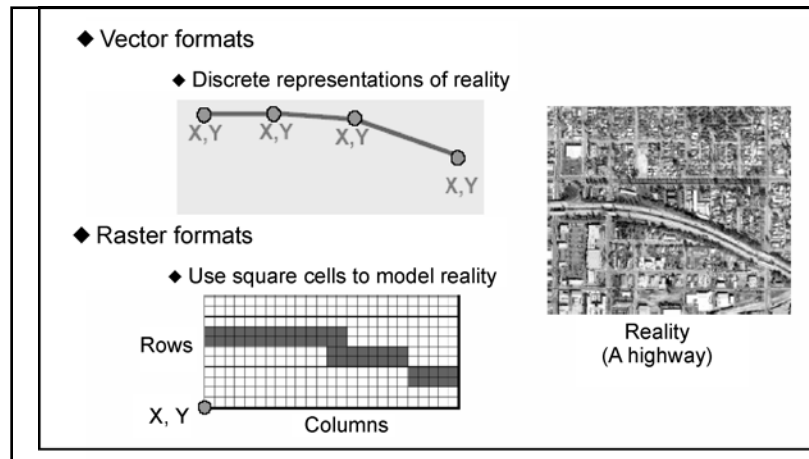 ◆ Vector formats
◆ Discrete representations of reality
X,Y X,Y X,Y
X,Y
◆ Raster formats
◆ Use square cells to model reality
Rows
X, Y
Columns
Reality
(A highway)